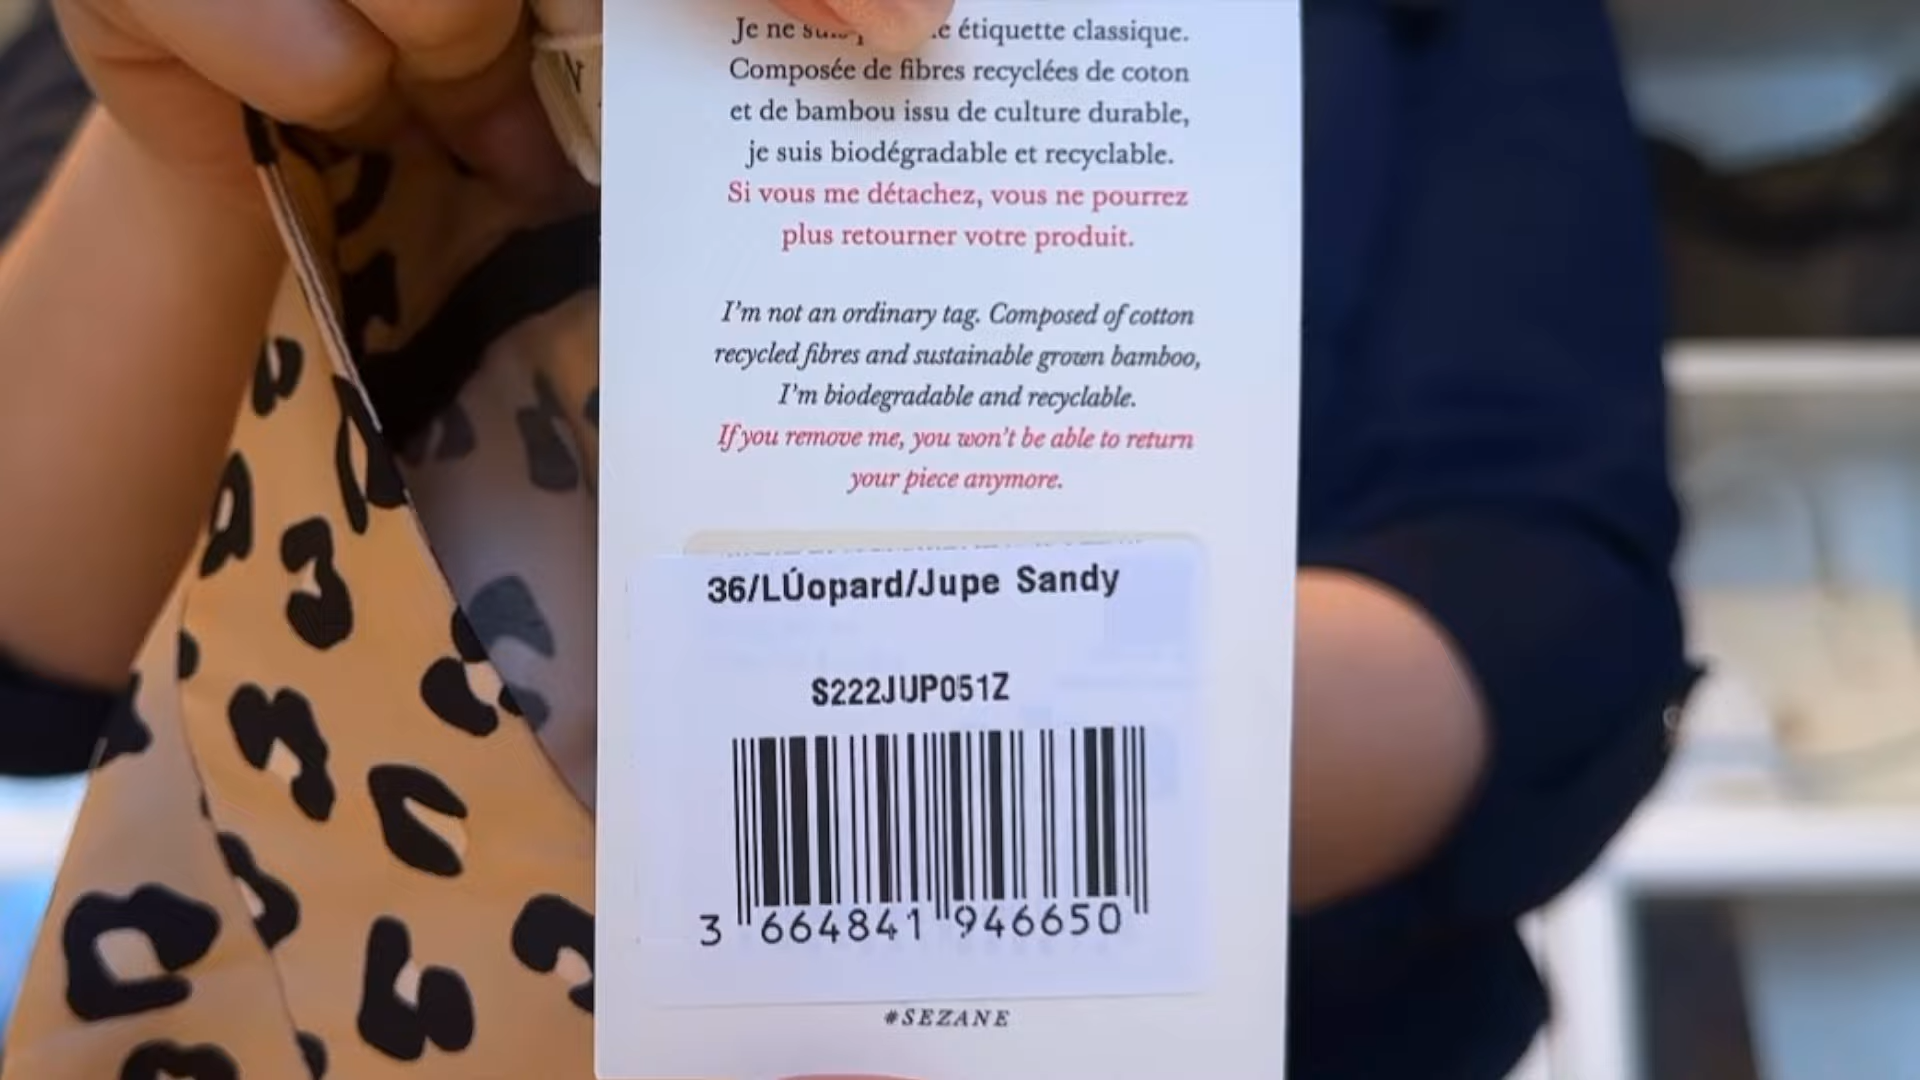 Je ne étiquette classique.
Composée de fibres recyclées de coton
et de bambou issu de culture durable,
je suis biodégradable et recyclable.
Si vous me détachez, vous ne pourrez
plus retourner votre produit.
I'm not an ordinary tag. Composed of cotton
recycled fibres and sustainable grown bamboo,
I'm biodegradable and recyclable.
If you remove me, you won't be able to return
your piece anymore.
36/LÚopard/Jupe Sandy
S222JUP051Z
3 664841 946650
#SEZANE